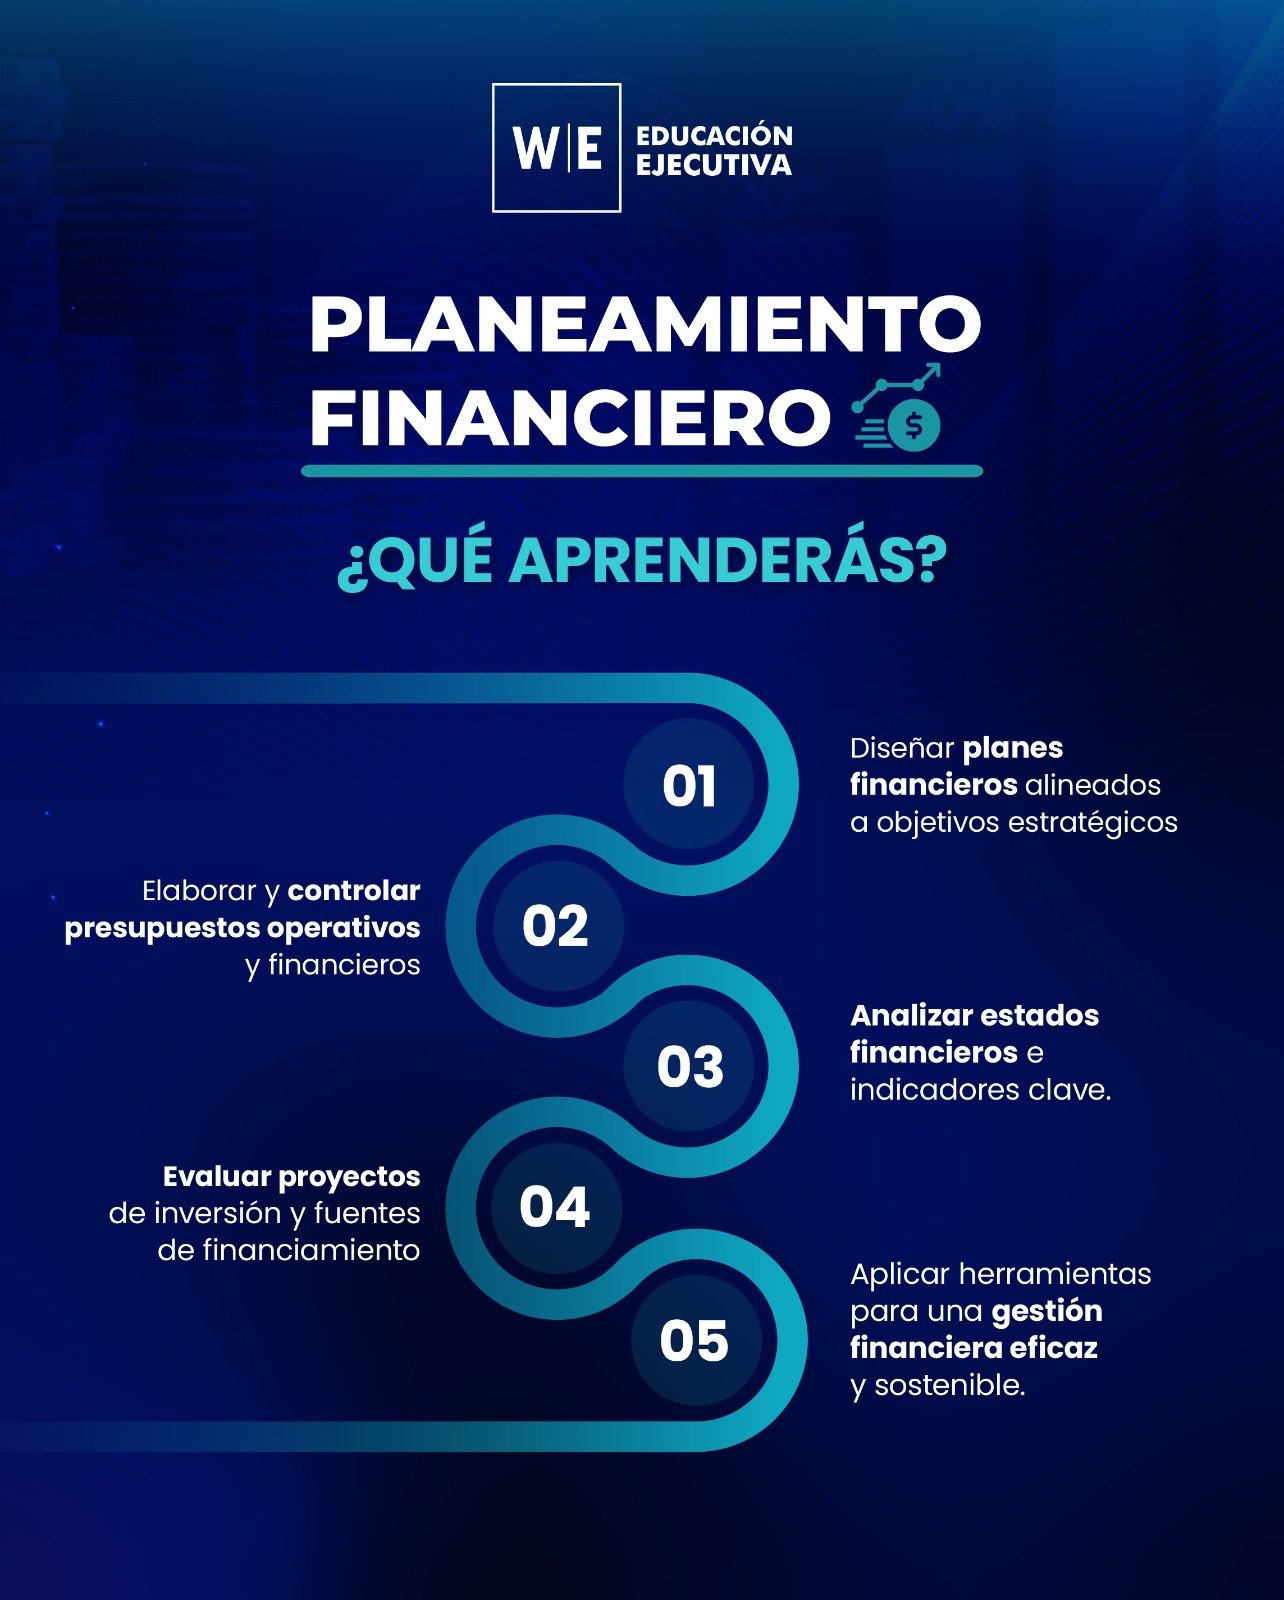 W|E
EDUCACIÓN
EJECUTIVA
PLANEAMIENTO
FINANCIERO
$
¿QUÉ APRENDERÁS?
01
Diseñar planes
financieros alineados
a objetivos estratégicos
Elaborar y controlar
presupuestos operativos
y financieros
02
03
Analizar estados
financieros e
indicadores clave.
Evaluar proyectos
de inversión y fuentes
de financiamiento
04
05
Aplicar herramientas
para una gestión
financiera eficaz
y sostenible.